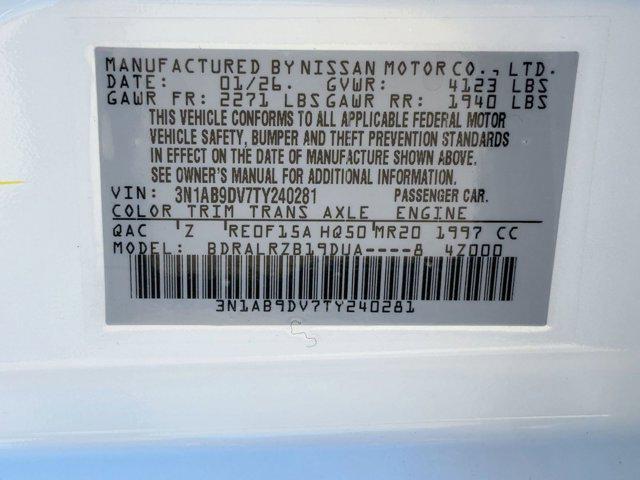 MANUFACTURED BY NISSAN MOTOR CO., LTD.
DATE: 01/26. GVWR: 4123 LBS
GAWR FR: 2271 LBS GAWR RR: 1940 LBS
THIS VEHICLE CONFORMS TO ALL APPLICABLE FEDERAL MOTOR
VEHICLE SAFETY, BUMPER AND THEFT PREVENTION STANDARDS
IN EFFECT ON THE DATE OF MANUFACTURE SHOWN ABOVE.
SEE OWNER'S MANUAL FOR ADDITIONAL INFORMATION.
VIN: 3N1AB9DV7TY240281 PASSENGER CAR.
COLOR TRIM TRANS AXLE ENGINE
QAC Z RE0F15A HQ50 MR20 1997 CC
MODEL: BDRALRZB19DUA----8 4Z000
3N1AB9DV7TY240281